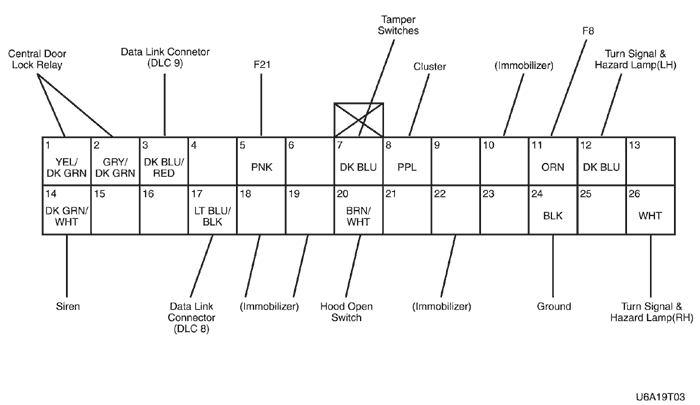 Tamper
Switches
F8
Central Door
Lock Relay
Data Link Connetor
(DLC 9)
F21
Cluster
(Immobilizer)
Turn Signal &
Hazard Lamp(LH)
1 2 3 4 5 6 7 8 9 10 11 12 13
YEL/ GRY/ DK BLU/
DK GRN DK GRN RED PNK DK BLU PPL ORN DK BLU
14 15 16 17 18 19 20 21 22 23 24 25 26
DK GRN/ LT BLU/ BRN/
WHT BLK WHT BLK WHT
Siren
Data Link
Connector
(DLC 8)
(Immobilizer)
Hood Open
Switch
(Immobilizer)
Ground
Turn Signal &
Hazard Lamp(RH)
U6A19T03